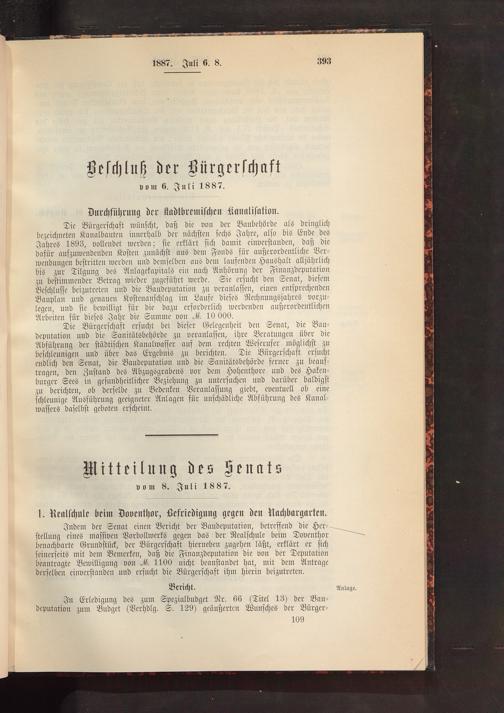 1887. Juli 6. 8. 393
Beschluß der Bürgerschaft
vom 6. Juli 1887.
Durchführung der stadtbremischen Kanalisation.
Die Bürgerschaft wünscht, daß die von der Baubehörde als dringlich
bezeichneten Kanalbauten innerhalb der nächsten sechs Jahre, also bis Ende des
Jahres 1893, vollendet werden; sie erklärt sich damit einverstanden, daß die
dafür aufzuwendenden Kosten zunächst aus dem Fonds für außerordentliche Ver-
wendungen bestritten werden und demselben aus dem laufenden Haushalt alljährlich
bis zur Tilgung des Anlagekapitals ein nach Anhörung der Finanzdeputation
zu bestimmender Betrag wieder zugeführt werde. Sie ersucht den Senat, diesem
Beschlusse beizutreten und die Baudeputation zu veranlassen, einen entsprechenden
Bauplan und genauen Kostenanschlag im Laufe dieses Rechnungsjahres vorzu-
legen, und sie bewilligt für die dazu erforderlich werdenden außerordentlichen
Arbeiten für dieses Jahr die Summe von M. 10 000.
Die Bürgerschaft ersucht bei dieser Gelegenheit den Senat, die Bau-
deputation und die Sanitätsbehörde zu veranlassen, ihre Beratungen über die
Abführung der städtischen Kanalwasser auf dem rechten Weserufer möglichst zu
beschleunigen und über das Ergebnis zu berichten. Die Bürgerschaft ersucht
endlich den Senat, die Baudeputation und die Sanitätsbehörde ferner zu beauf-
tragen, den Zustand des Abzugsgrabens vor dem Hohenthore und des Haken-
burger Sees in gesundheitlicher Beziehung zu untersuchen und darüber baldigst
zu berichten, ob derselbe zu Bedenken Veranlassung giebt, eventuell ob eine
schleunige Ausführung geeigneter Anlagen für unschädliche Abführung des Kanal-
wassers daselbst geboten erscheint.
Mitteilung des Senats
vom 8. Juli 1887.
1. Realschule beim Doventhor, Befriedigung gegen den Nachbargarten.
Indem der Senat einen Bericht der Baudeputation, betreffend die Her-
stellung eines massiven Vorbollwerks gegen das der Realschule beim Doventhor
benachbarte Grundstück, der Bürgerschaft hierneben zugehen läßt, erklärt er sich
seinerseits mit dem Bemerken, daß die Finanzdeputation die von der Deputation
beantragte Bewilligung von M. 1100 nicht beanstandet hat, mit dem Antrage
derselben einverstanden und ersucht die Bürgerschaft ihm hierin beizutreten.
Bericht. Anlage.
In Erledigung des zum Spezialbudget Nr. 66 (Titel 13) der Bau-
deputation zum Budget (Verhdlg. S. 129) geäußerten Wunsches der Bürger-
109